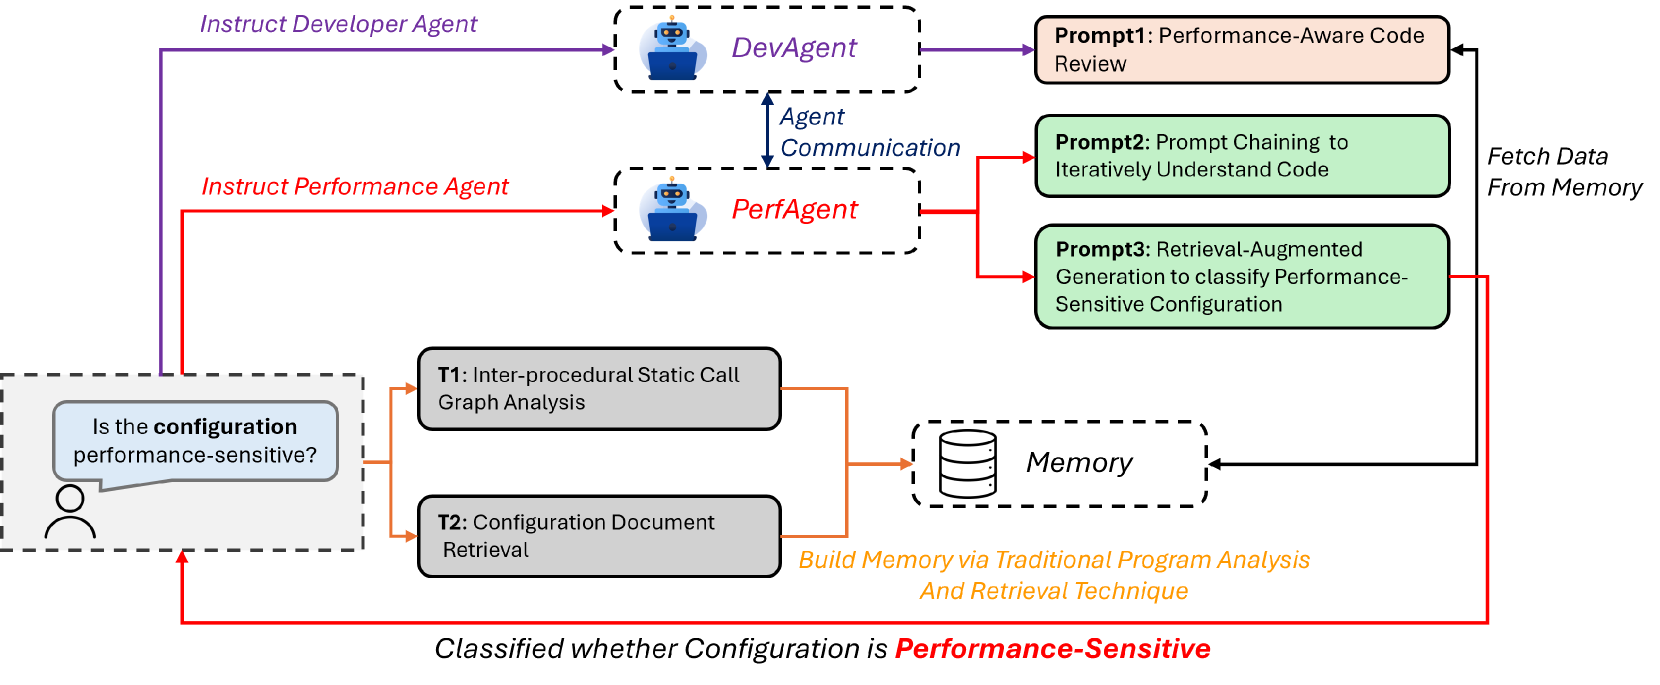 Instruct Developer Agent
DevAgent
Prompt1: Performance-Aware Code
Review
Agent
Communication
Prompt2: Prompt Chaining to
Iteratively Understand Code
Fetch Data
From Memory
Instruct Performance Agent
PerfAgent
Prompt3: Retrieval-Augmented
Generation to classify Performance-
Sensitive Configuration
T1: Inter-procedural Static Call
Graph Analysis
Is the configuration
performance-sensitive?
Memory
T2: Configuration Document
Retrieval
Build Memory via Traditional Program Analysis
And Retrieval Technique
Classified whether Configuration is Performance-Sensitive